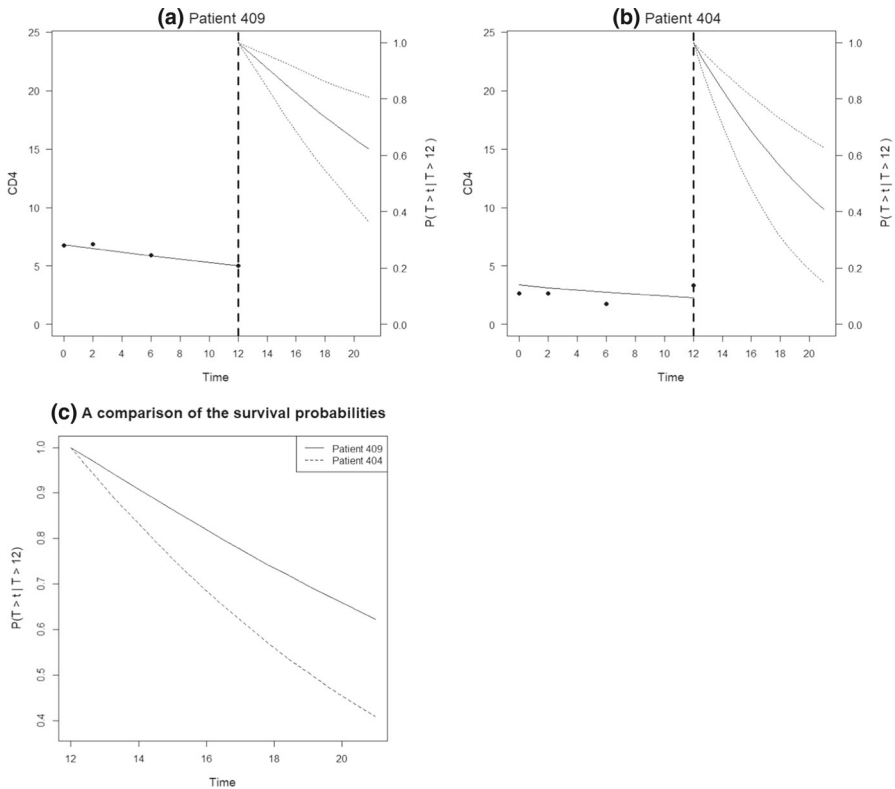 (a) Patient 409
25
20
15
10
5
0
CD4
1.0
0.8
0.6
0.4
0.2
0.0
P( T > t | T > 12 )
0 2 4 6 8 10 12 14 16 18 20
Time
(b) Patient 404
25
20
15
10
5
0
CD4
1.0
0.8
0.6
0.4
0.2
0.0
P( T > t | T > 12 )
0 2 4 6 8 10 12 14 16 18 20
Time
(c) A comparison of the survival probabilities
1.0
0.9
0.8
0.7
0.6
0.5
0.4
P(T > t | T > 12)
Patient 409
Patient 404
12 14 16 18 20
Time